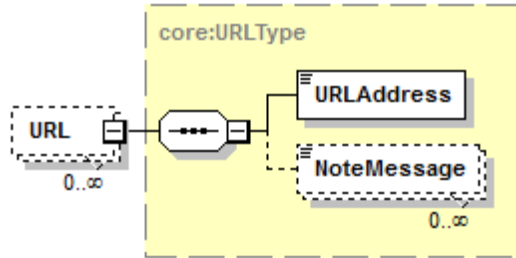 core:URLType
URLAddress
URL
0..∞
NoteMessage
0..∞